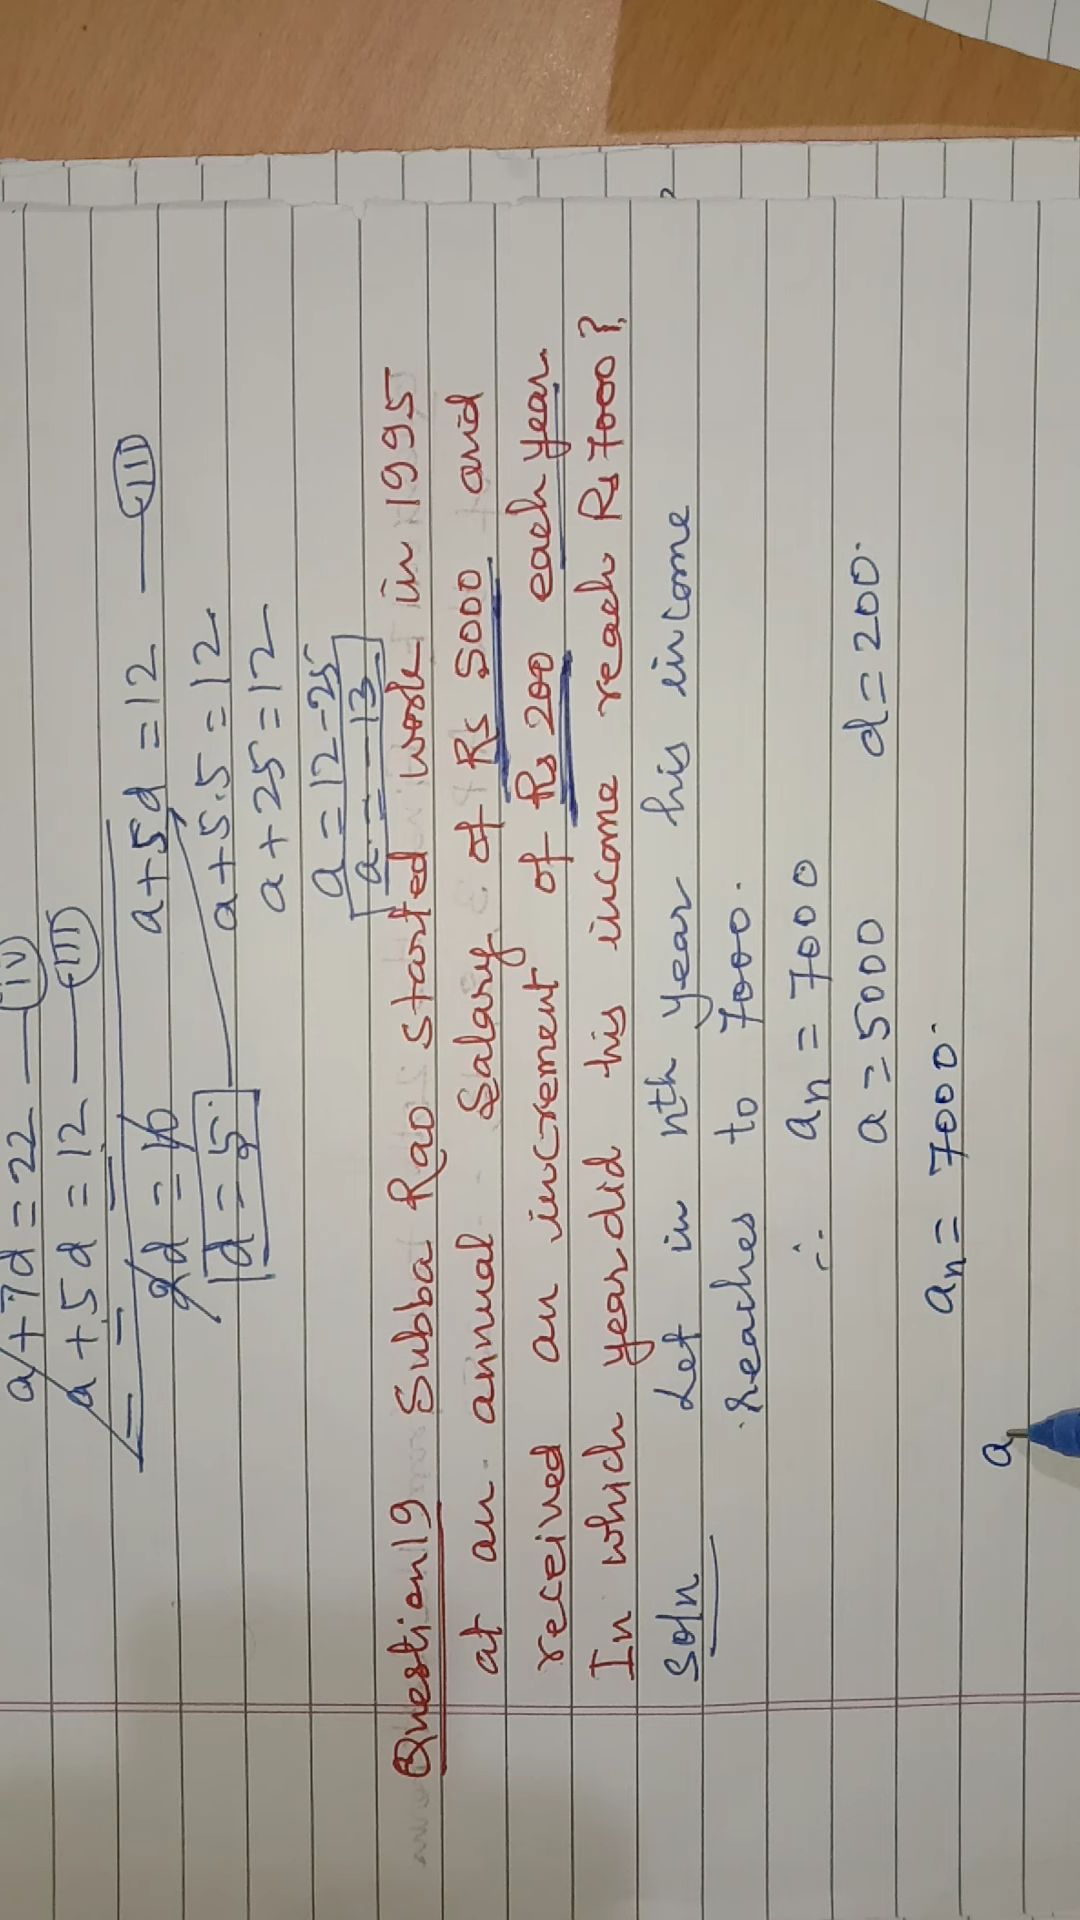 a+7d=22 — (iv)
a+5d=12 — (III)
2d=10
d=5
a+5d=12 — (III)
a+5.5=12
a+25=12
a=12-25
a=-13
Question 19 Subba Rao started work in 1995
at an annual Salary of Rs 5000 and
received an increment of Rs 200 each year.
In which year did his income reach Rs 7000?
Soln Let in nth year his income
reaches to 7000.
∴ an = 7000
a=5000 d=200.
an = 7000.
a